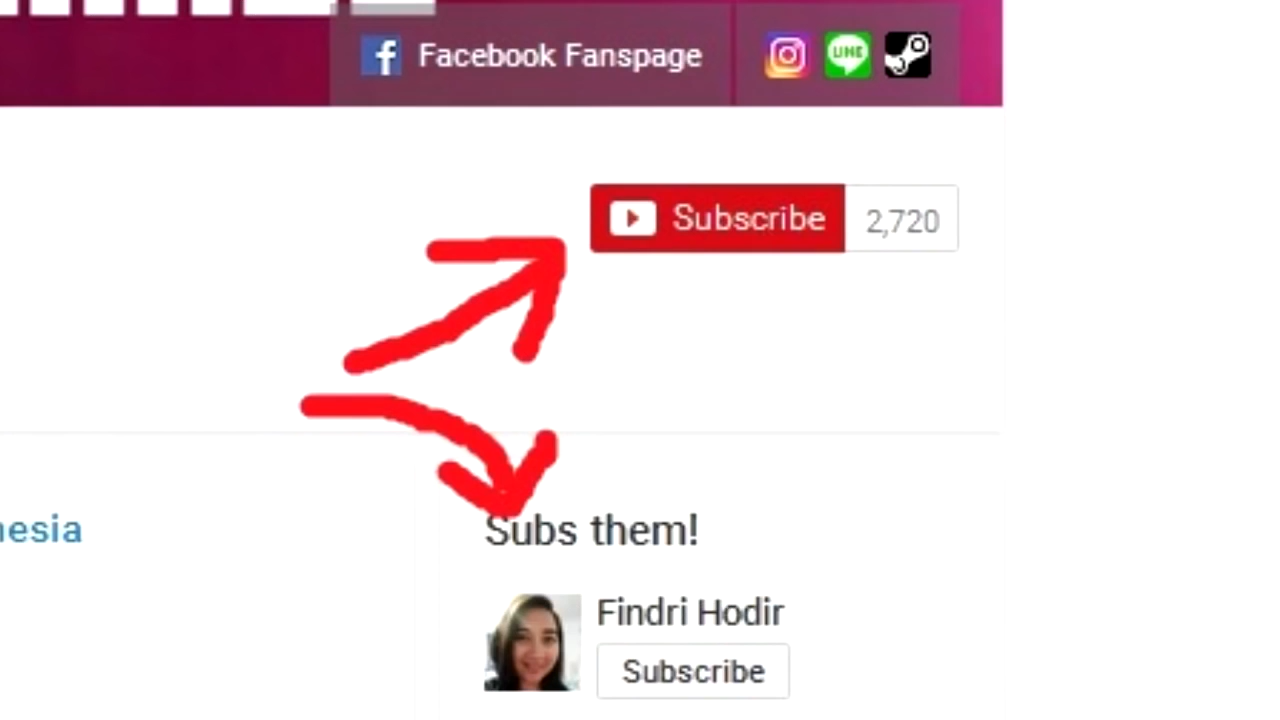 Facebook Fanspage
LINE
Subscribe 2,720
nesia
Subs them!
Findri Hodir
Subscribe